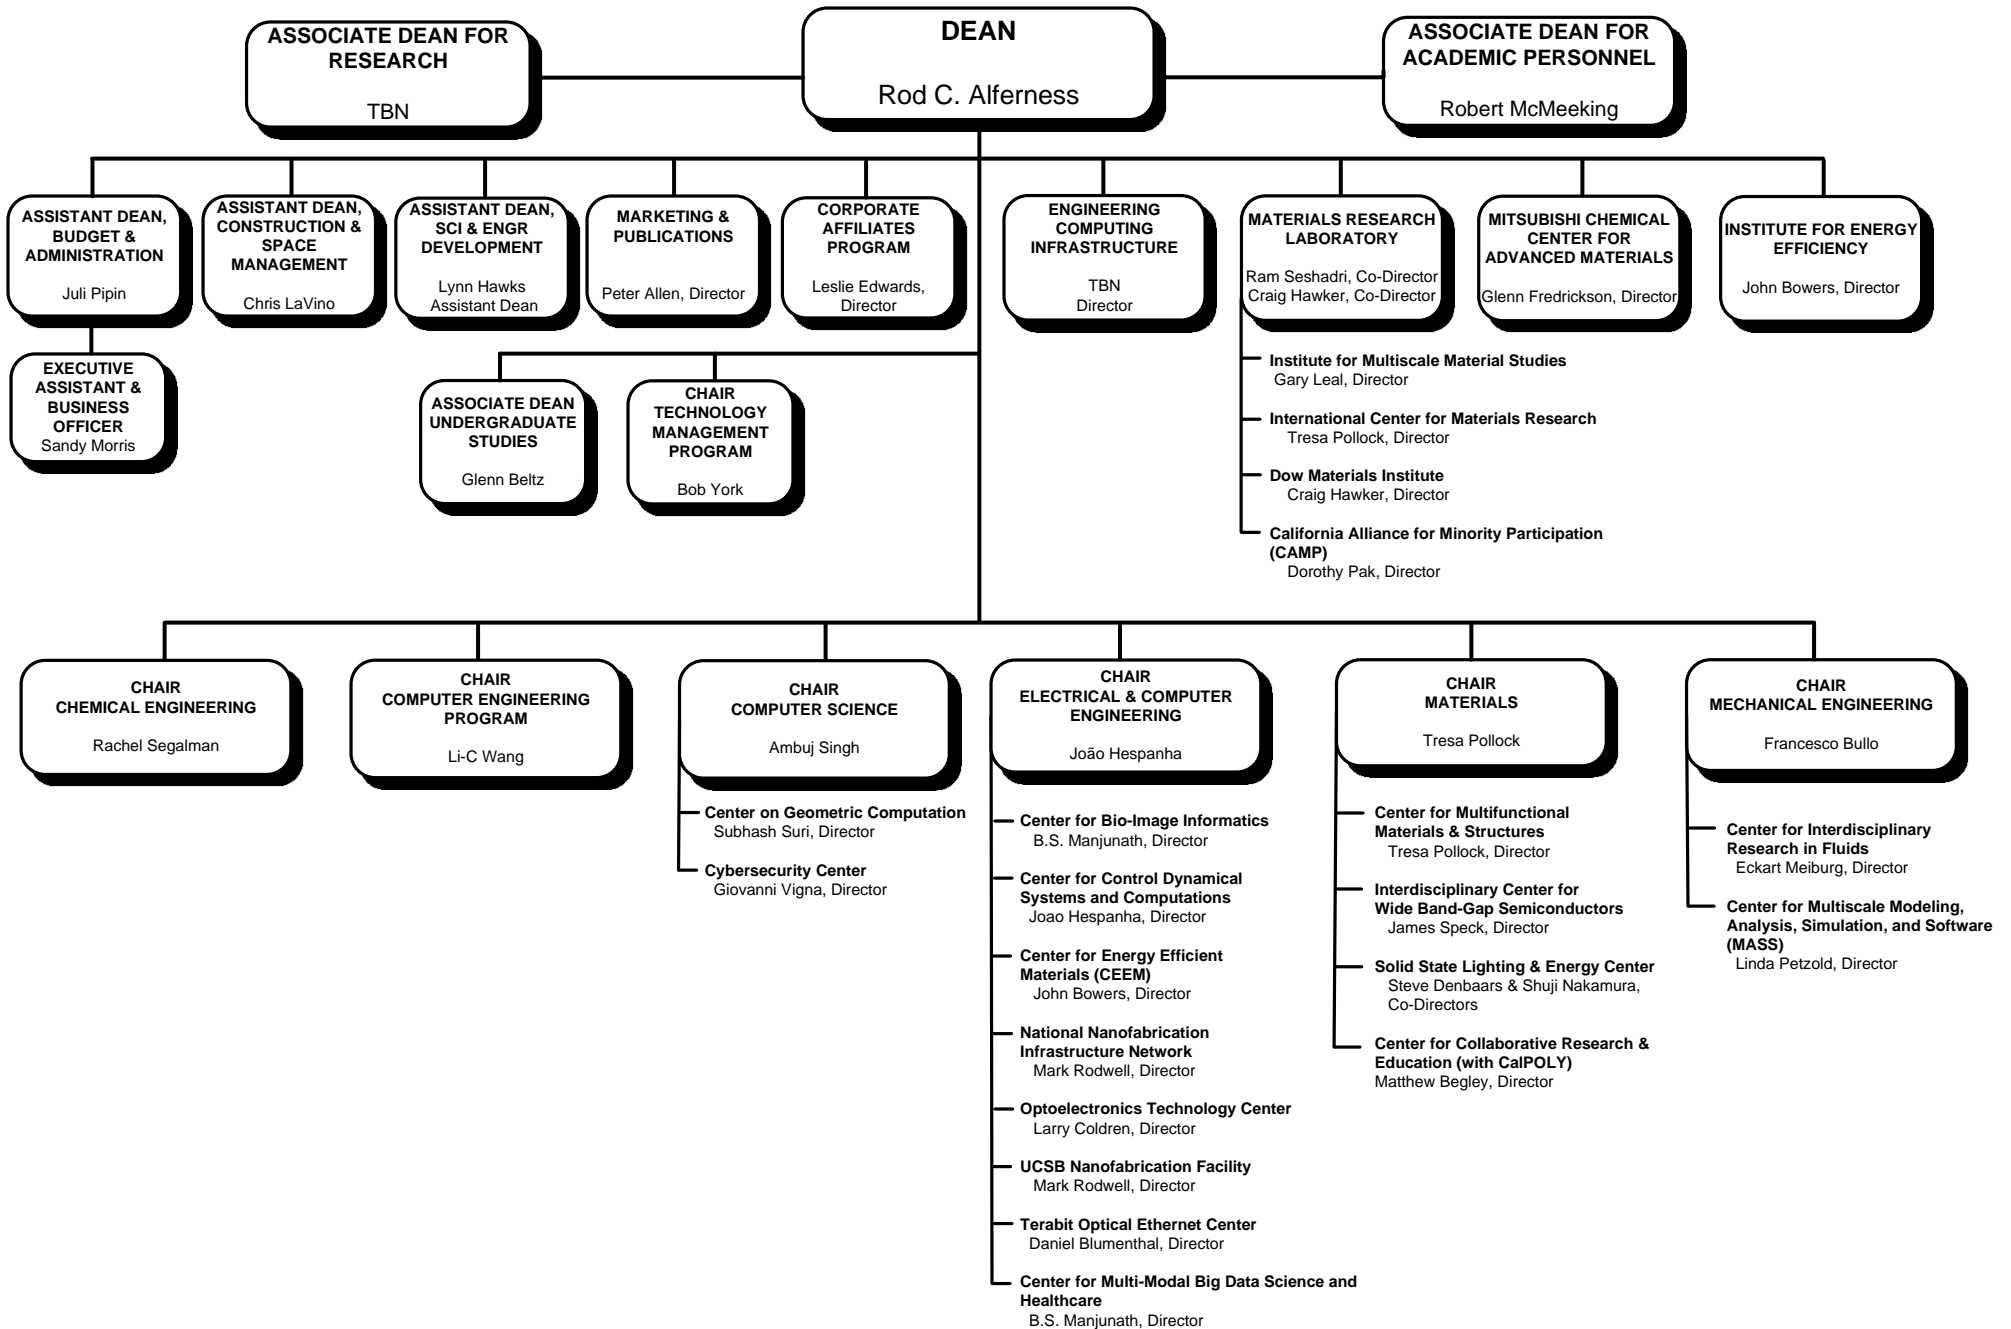 ASSOCIATE DEAN FOR
RESEARCH
TBN
DEAN
Rod C. Alferness
ASSOCIATE DEAN FOR
ACADEMIC PERSONNEL
Robert McMeeking
ASSISTANT DEAN,
BUDGET &
ADMINISTRATION
Juli Pipin
ASSISTANT DEAN,
CONSTRUCTION &
SPACE
MANAGEMENT
Chris LaVino
ASSISTANT DEAN,
SCI & ENGR
DEVELOPMENT
Lynn Hawks
Assistant Dean
MARKETING &
PUBLICATIONS
Peter Allen, Director
CORPORATE
AFFILIATES
PROGRAM
Leslie Edwards,
Director
ENGINEERING
COMPUTING
INFRASTRUCTURE
TBN
Director
MATERIALS RESEARCH
LABORATORY
Ram Seshadri, Co-Director
Craig Hawker, Co-Director
MITSUBISHI CHEMICAL
CENTER FOR
ADVANCED MATERIALS
Glenn Fredrickson, Director
INSTITUTE FOR ENERGY
EFFICIENCY
John Bowers, Director
EXECUTIVE
ASSISTANT &
BUSINESS
OFFICER
Sandy Morris
ASSOCIATE DEAN
UNDERGRADUATE
STUDIES
Glenn Beltz
CHAIR
TECHNOLOGY
MANAGEMENT
PROGRAM
Bob York
Institute for Multiscale Material Studies
Gary Leal, Director
International Center for Materials Research
Tresa Pollock, Director
Dow Materials Institute
Craig Hawker, Director
California Alliance for Minority Participation
(CAMP)
Dorothy Pak, Director
CHAIR
CHEMICAL ENGINEERING
Rachel Segalman
CHAIR
COMPUTER ENGINEERING
PROGRAM
Li-C Wang
CHAIR
COMPUTER SCIENCE
Ambuj Singh
Center on Geometric Computation
Subhash Suri, Director
Cybersecurity Center
Giovanni Vigna, Director
CHAIR
ELECTRICAL & COMPUTER
ENGINEERING
João Hespanha
Center for Bio-Image Informatics
B.S. Manjunath, Director
Center for Control Dynamical
Systems and Computations
Joao Hespanha, Director
Center for Energy Efficient
Materials (CEEM)
John Bowers, Director
National Nanofabrication
Infrastructure Network
Mark Rodwell, Director
Optoelectronics Technology Center
Larry Coldren, Director
UCSB Nanofabrication Facility
Mark Rodwell, Director
Terabit Optical Ethernet Center
Daniel Blumenthal, Director
Center for Multi-Modal Big Data Science and
Healthcare
B.S. Manjunath, Director
CHAIR
MATERIALS
Tresa Pollock
Center for Multifunctional
Materials & Structures
Tresa Pollock, Director
Interdisciplinary Center for
Wide Band-Gap Semiconductors
James Speck, Director
Solid State Lighting & Energy Center
Steve Denbaars & Shuji Nakamura,
Co-Directors
Center for Collaborative Research &
Education (with CalPOLY)
Matthew Begley, Director
CHAIR
MECHANICAL ENGINEERING
Francesco Bullo
Center for Interdisciplinary
Research in Fluids
Eckart Meiburg, Director
Center for Multiscale Modeling,
Analysis, Simulation, and Software
(MASS)
Linda Petzold, Director